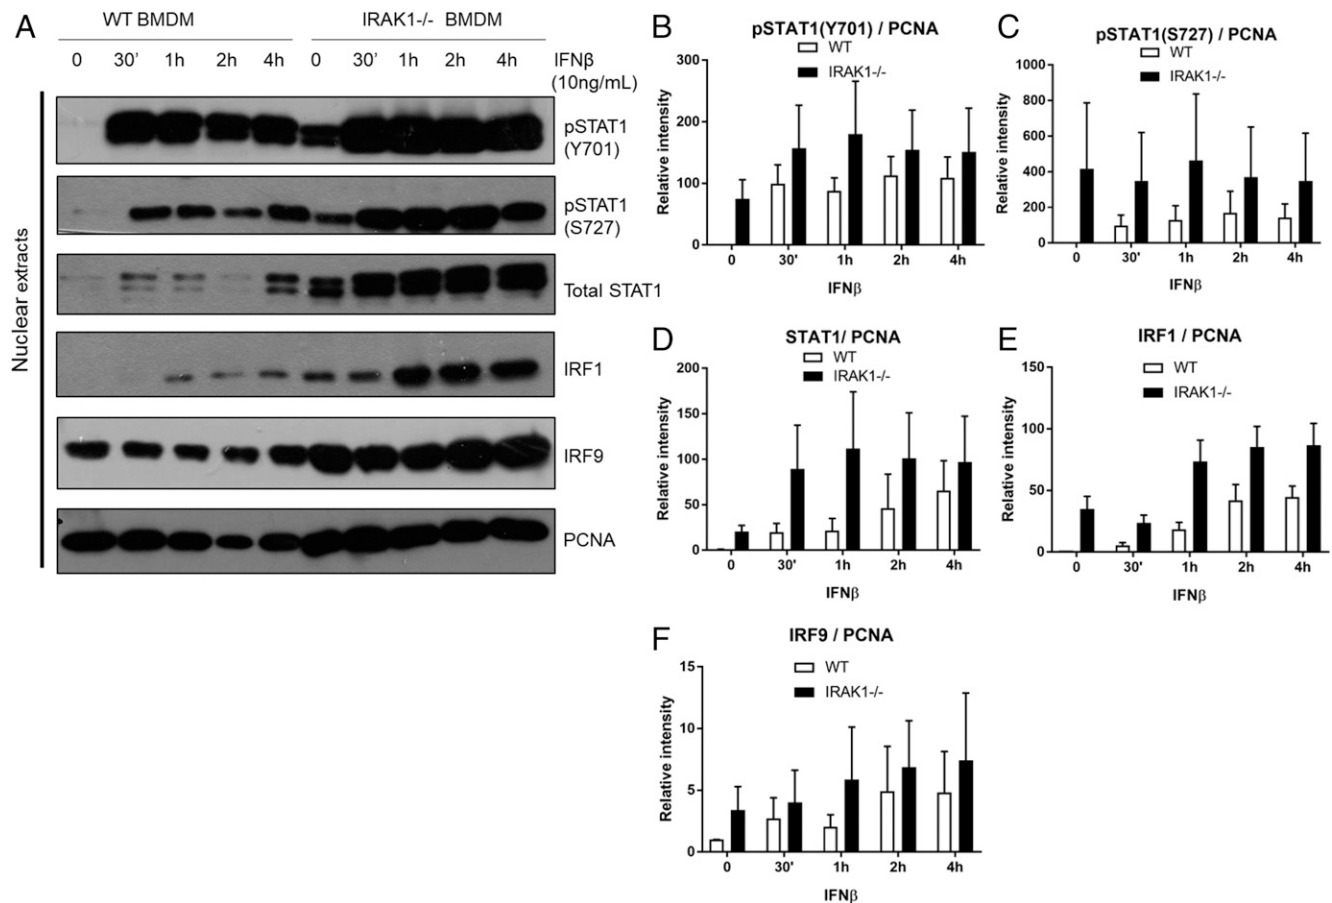 A
WT BMDM
IRAK1-/- BMDM
0 30' 1h 2h 4h 0 30' 1h 2h 4h IFNβ
(10ng/mL)
Nuclear extracts
pSTAT1
(Y701)
pSTAT1
(S727)
Total STAT1
IRF1
IRF9
PCNA
B
pSTAT1(Y701) / PCNA
WT
IRAK1-/-
Relative intensity
300
200
100
0
0 30' 1h 2h 4h
IFNβ
C
pSTAT1(S727) / PCNA
WT
IRAK1-/-
Relative intensity
1000
800
600
400
200
0
0 30' 1h 2h 4h
IFNβ
D
STAT1/ PCNA
WT
IRAK1-/-
Relative intensity
200
150
100
50
0
0 30' 1h 2h 4h
IFNβ
E
IRF1 / PCNA
WT
IRAK1-/-
Relative intensity
150
100
50
0
0 30' 1h 2h 4h
IFNβ
F
IRF9 / PCNA
WT
IRAK1-/-
Relative intensity
15
10
5
0
0 30' 1h 2h 4h
IFNβ